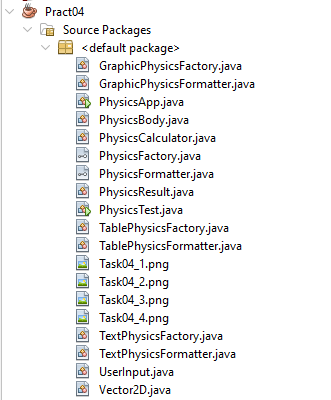 Pract04
Source Packages
<default package>
GraphicPhysicsFactory.java
GraphicPhysicsFormatter.java
PhysicsApp.java
PhysicsBody.java
PhysicsCalculator.java
PhysicsFactory.java
PhysicsFormatter.java
PhysicsResult.java
PhysicsTest.java
TablePhysicsFactory.java
TablePhysicsFormatter.java
Task04_1.png
Task04_2.png
Task04_3.png
Task04_4.png
TextPhysicsFactory.java
TextPhysicsFormatter.java
UserInput.java
Vector2D.java